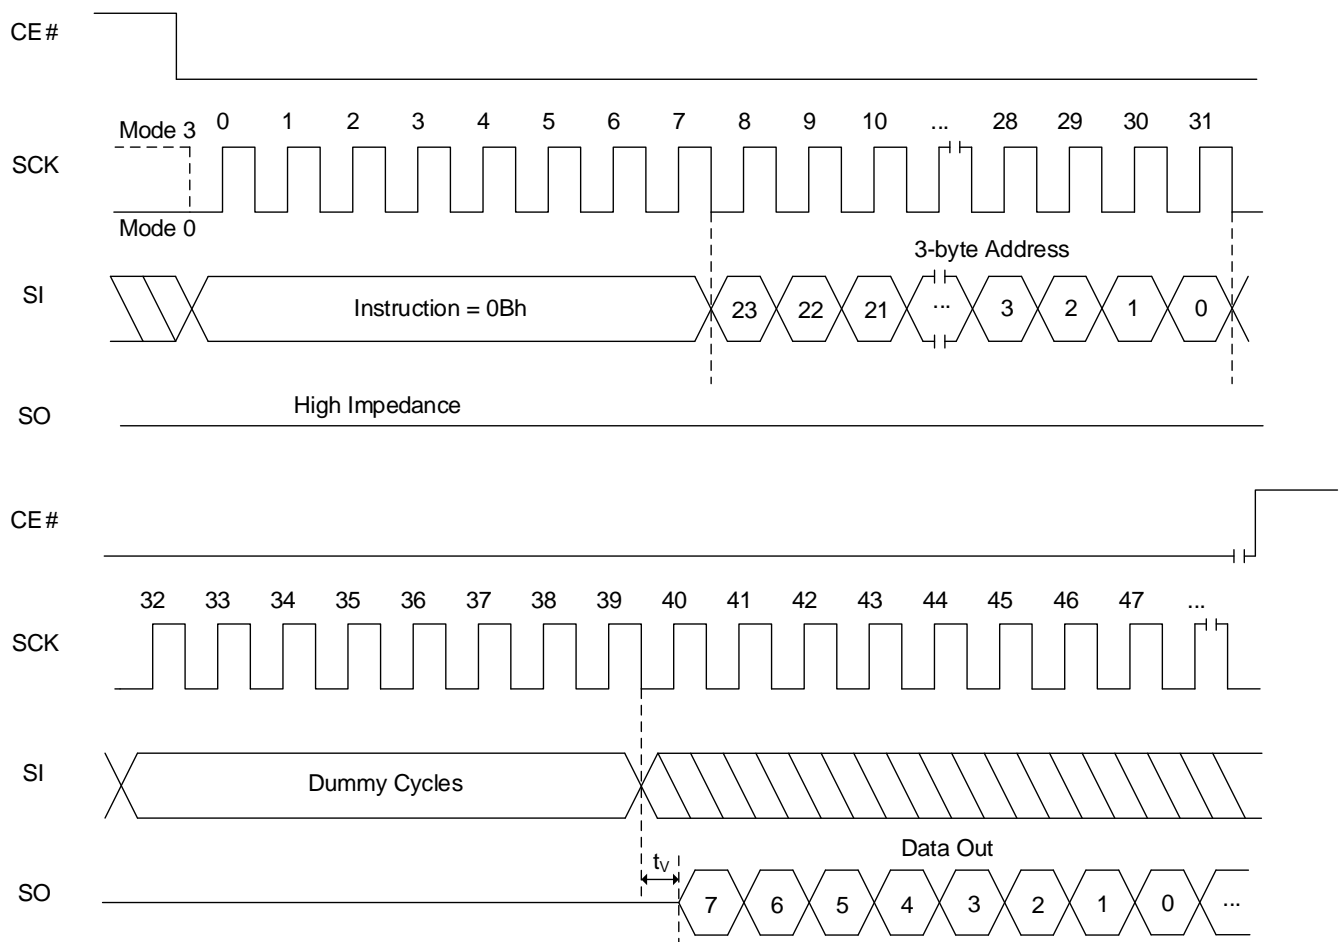 CE#
Mode 3 0 1 2 3 4 5 6 7 8 9 10 ... 28 29 30 31
SCK
Mode 0
3-byte Address
SI Instruction = 0Bh 23 22 21 ... 3 2 1 0
High Impedance
SO
CE#
32 33 34 35 36 37 38 39 40 41 42 43 44 45 46 47 ...
SCK
SI Dummy Cycles
tV Data Out
SO 7 6 5 4 3 2 1 0 ...